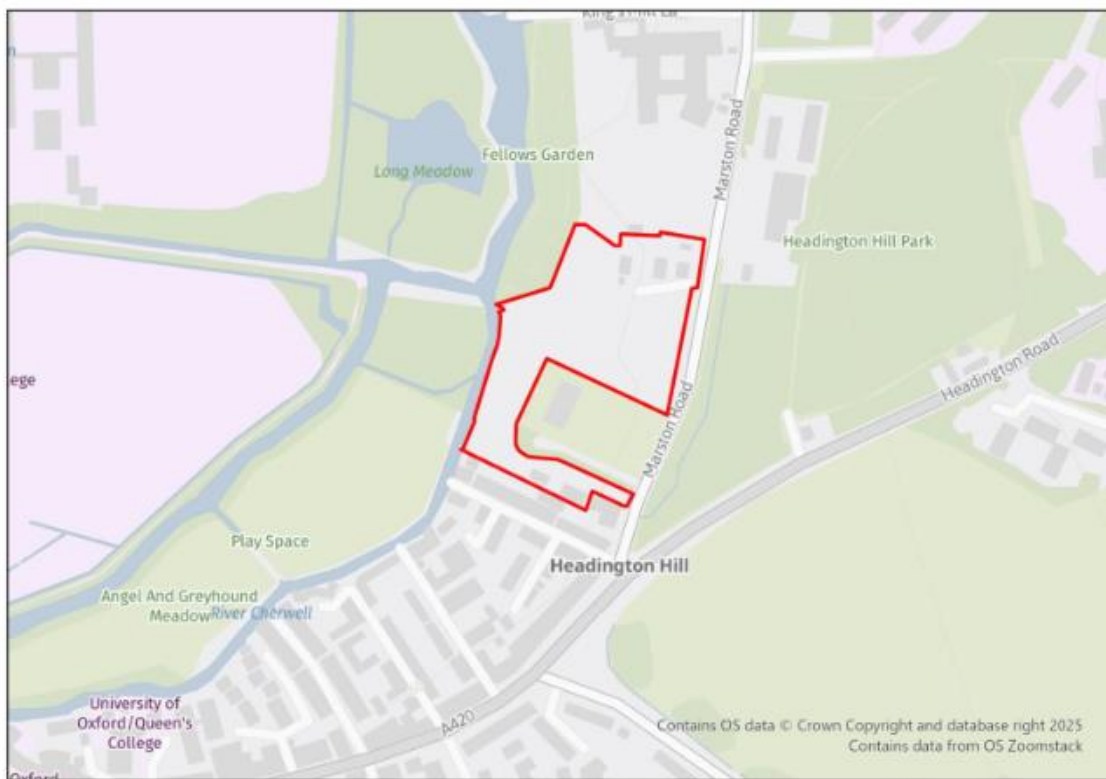 Marston Road
Long Meadow
Fellows Garden
Headington Hill Park
Headington Road
ege
Marston Road
Play Space
Headington Hill
Angel And Greyhound
Meadow
River Cherwell
University of
Oxford/Queen's
College
A420
Contains OS data © Crown Copyright and database right 2025
Contains data from OS Zoomstack
Oxford